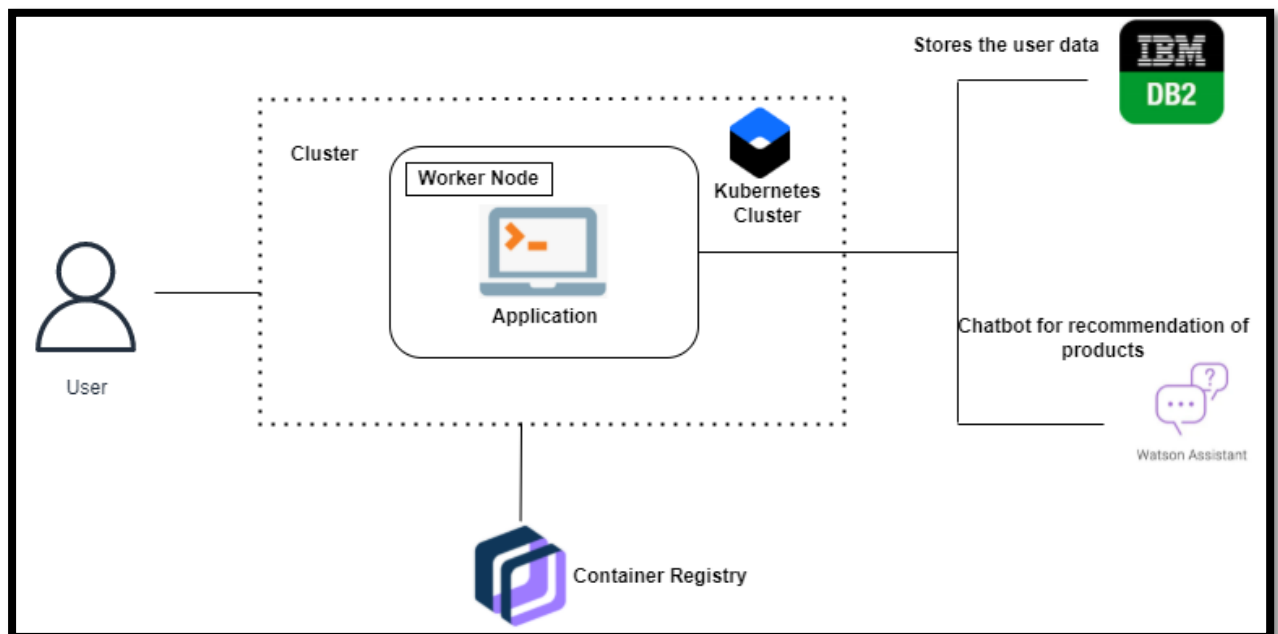 Stores the user data
IBM
DB2
Cluster
Worker Node
Kubernetes
Cluster
Application
User
Chatbot for recommendation of
products
?
Watson Assistant
Container Registry